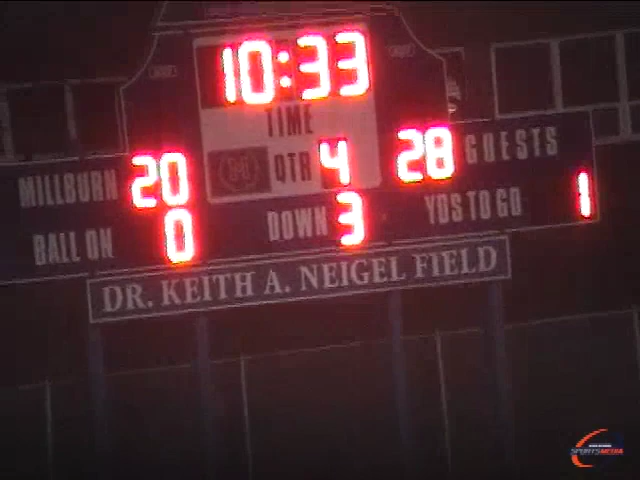 10:33
TIME
MILLBURN 20 QTR 4 28 GUESTS
BALL ON 0 DOWN 3 YDS TO GO 1
DR. KEITH A. NEIGEL FIELD
SPORTSMEDIA